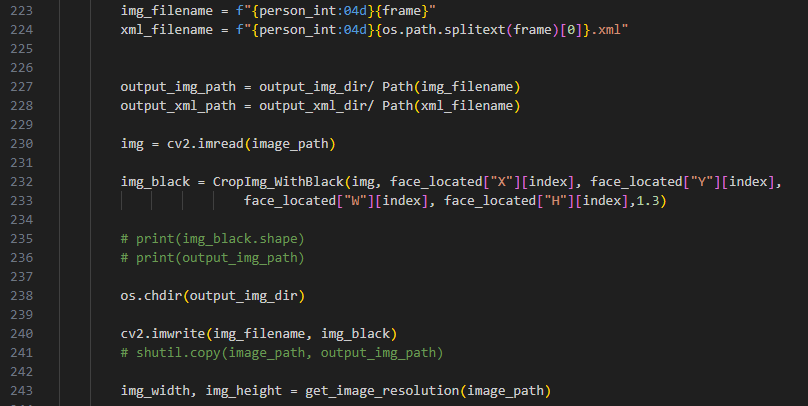 223 img_filename = f"{person_int:04d}{frame}"
224 xml_filename = f"{person_int:04d}{os.path.splitext(frame)[0]}.xml"
225
226
227 output_img_path = output_img_dir/ Path(img_filename)
228 output_xml_path = output_xml_dir/ Path(xml_filename)
229
230 img = cv2.imread(image_path)
231
232 img_black = CropImg_WithBlack(img, face_located["X"][index], face_located["Y"][index],
233 face_located["W"][index], face_located["H"][index],1.3)
234
235 # print(img_black.shape)
236 # print(output_img_path)
237
238 os.chdir(output_img_dir)
239
240 cv2.imwrite(img_filename, img_black)
241 # shutil.copy(image_path, output_img_path)
242
243 img_width, img_height = get_image_resolution(image_path)